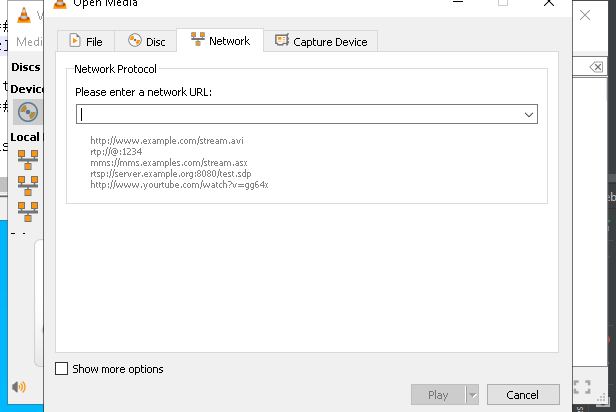 Open Media
File
Disc
Network
Capture Device
Medi
Discs
Device
Local
Network Protocol
Please enter a network URL:
http://www.example.com/stream.avi
rtp://@:1234
mms://mms.examples.com/stream.asx
rtsp://server.example.org:8080/test.sdp
http://www.yourtube.com/watch?v=gg64x
Show more options
Play
Cancel